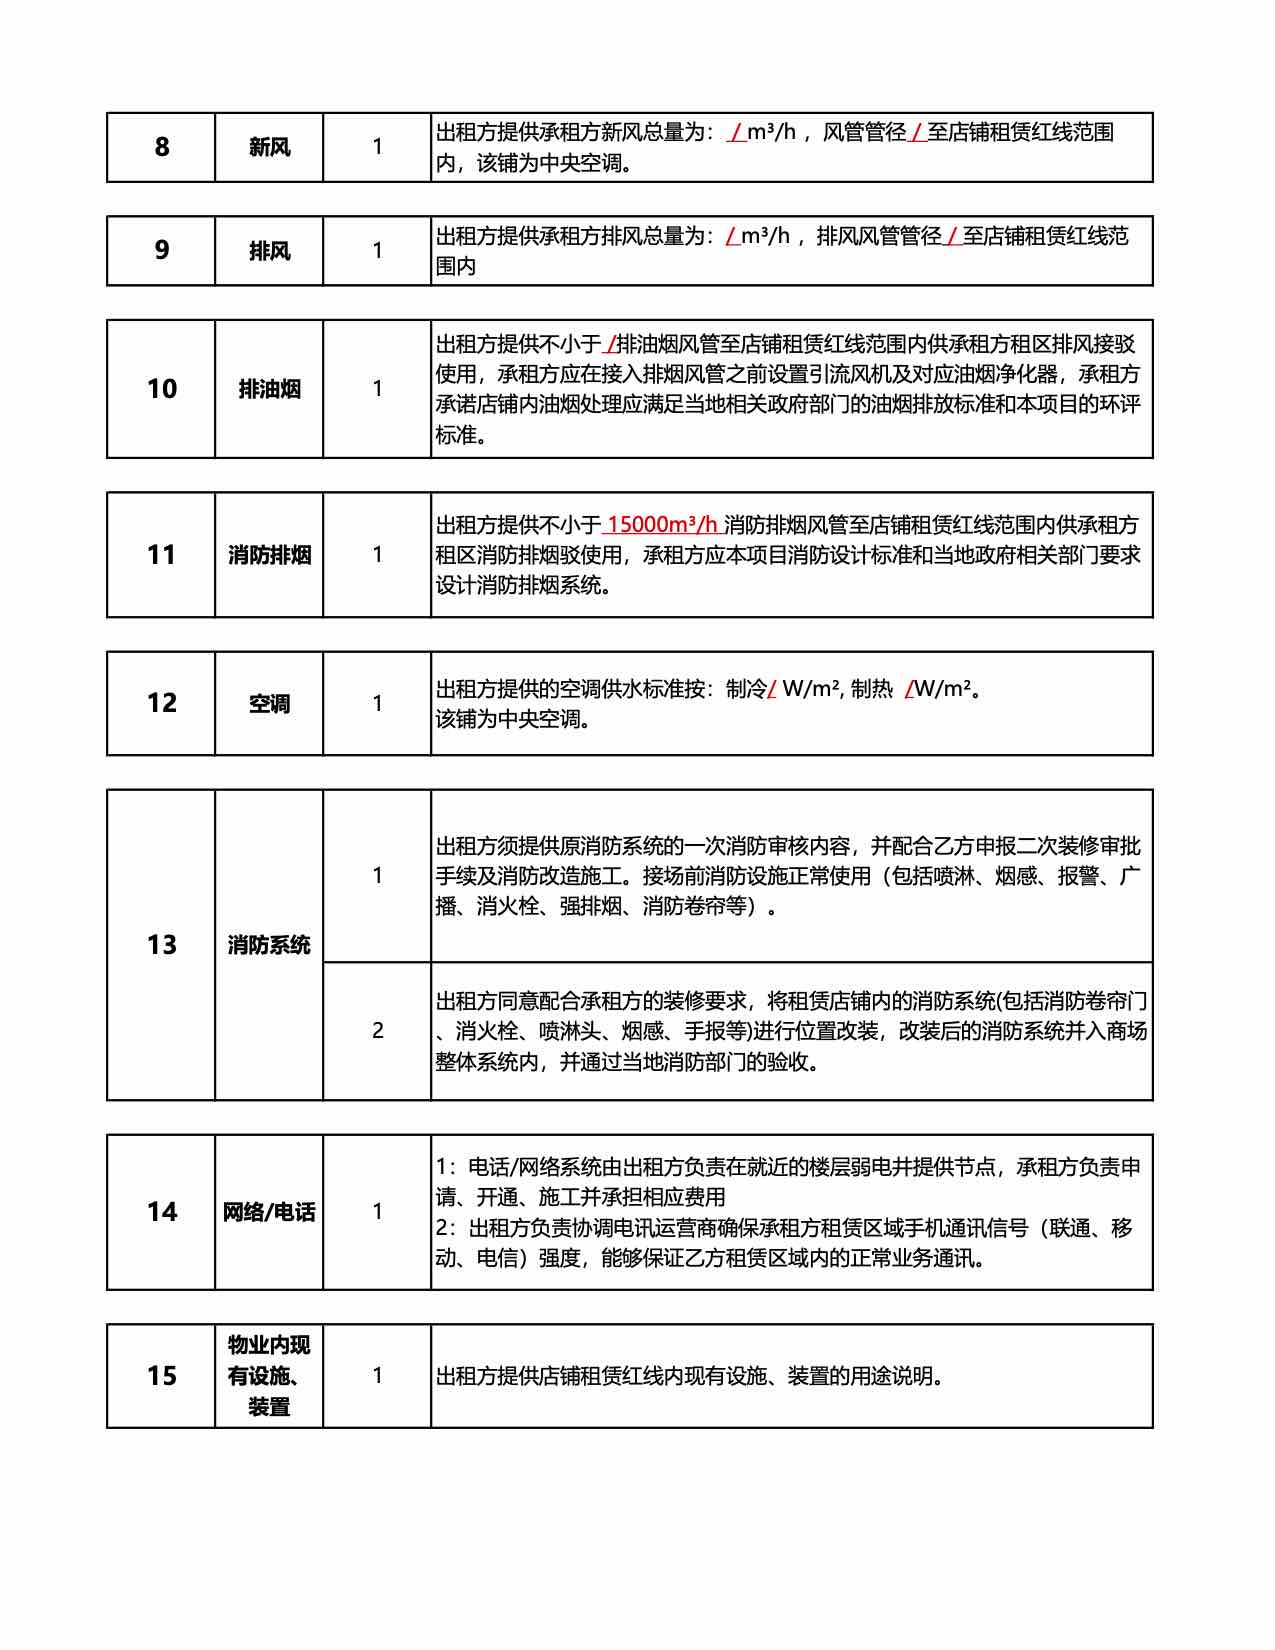 8
新风
1
出租方提供承租方新风总量为： / m³/h ，风管管径 / 至店铺租赁红线范围
内，该铺为中央空调。
9
排风
1
出租方提供承租方排风总量为：/ m³/h ，排风风管管径 / 至店铺租赁红线范
围内
10
排油烟
1
出租方提供不小于 /排油烟风管至店铺租赁红线范围内供承租方租区排风接驳
使用，承租方应在接入排烟风管之前设置引流风机及对应油烟净化器，承租方
承诺店铺内油烟处理应满足当地相关政府部门的油烟排放标准和本项目的环评
标准。
11
消防排烟
1
出租方提供不小于 15000m³/h 消防排烟风管至店铺租赁红线范围内供承租方
租区消防排烟驳使用，承租方应本项目消防设计标准和当地政府相关部门要求
设计消防排烟系统。
12
空调
1
出租方提供的空调供水标准按：制冷/ W/m², 制热 /W/m²。
该铺为中央空调。
13
消防系统
1
出租方须提供原消防系统的一次消防审核内容，并配合乙方申报二次装修审批
手续及消防改造施工。接场前消防设施正常使用（包括喷淋、烟感、报警、广
播、消火栓、强排烟、消防卷帘等）。
2
出租方同意配合承租方的装修要求，将租赁店铺内的消防系统(包括消防卷帘门
、消火栓、喷淋头、烟感、手报等)进行位置改装，改装后的消防系统并入商场
整体系统内，并通过当地消防部门的验收。
14
网络/电话
1
1：电话/网络系统由出租方负责在就近的楼层弱电井提供节点，承租方负责申
请、开通、施工并承担相应费用
2：出租方负责协调电讯运营商确保承租方租赁区域手机通讯信号（联通、移
动、电信）强度，能够保证乙方租赁区域内的正常业务通讯。
15
物业内现
有设施、
装置
1
出租方提供店铺租赁红线内现有设施、装置的用途说明。